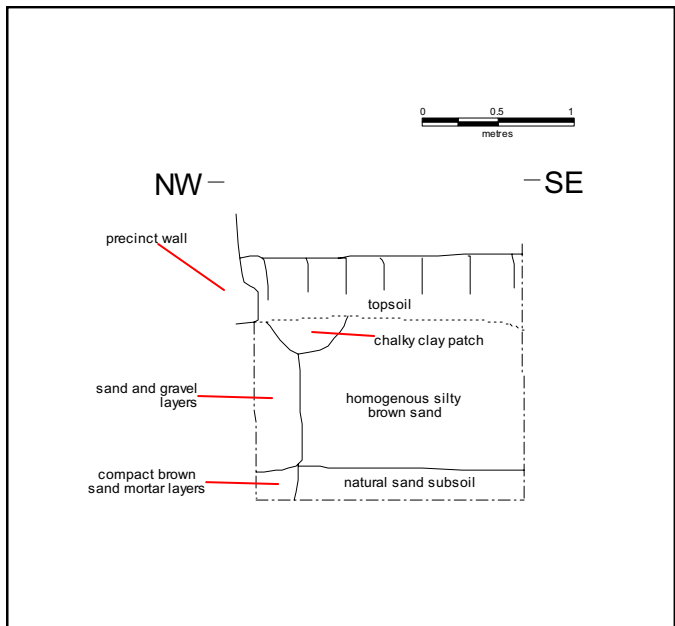 0 0.5 1
metres
NW
SE
precinct wall
topsoil
chalky clay patch
sand and gravel
layers
homogenous silty
brown sand
compact brown
sand mortar layers
natural sand subsoil